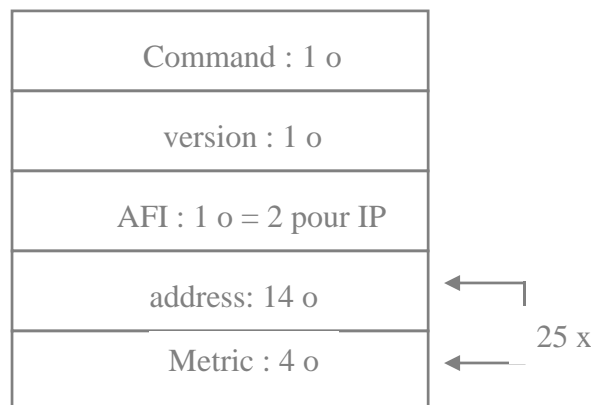 Command : 1 o
version : 1 o
AFI : 1 o = 2 pour IP
address: 14 o
25 x
Metric : 4 o